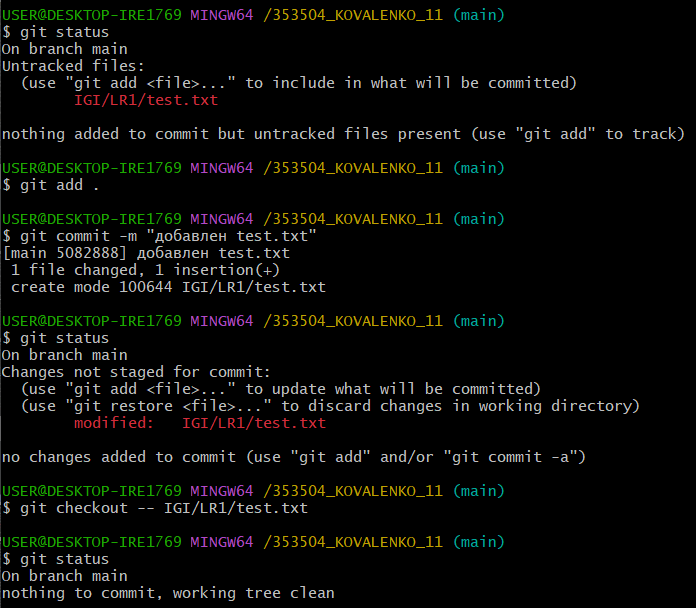 USER@DESKTOP-IRE1769 MINGW64 /353504_KOVALENKO_11 (main)
$ git status
On branch main
Untracked files:
  (use "git add <file>..." to include in what will be committed)
        IGI/LR1/test.txt

nothing added to commit but untracked files present (use "git add" to track)

USER@DESKTOP-IRE1769 MINGW64 /353504_KOVALENKO_11 (main)
$ git add .

USER@DESKTOP-IRE1769 MINGW64 /353504_KOVALENKO_11 (main)
$ git commit -m "добавлен test.txt"
[main 5082888] добавлен test.txt
 1 file changed, 1 insertion(+)
 create mode 100644 IGI/LR1/test.txt

USER@DESKTOP-IRE1769 MINGW64 /353504_KOVALENKO_11 (main)
$ git status
On branch main
Changes not staged for commit:
  (use "git add <file>..." to update what will be committed)
  (use "git restore <file>..." to discard changes in working directory)
        modified:   IGI/LR1/test.txt

no changes added to commit (use "git add" and/or "git commit -a")

USER@DESKTOP-IRE1769 MINGW64 /353504_KOVALENKO_11 (main)
$ git checkout -- IGI/LR1/test.txt

USER@DESKTOP-IRE1769 MINGW64 /353504_KOVALENKO_11 (main)
$ git status
On branch main
nothing to commit, working tree clean